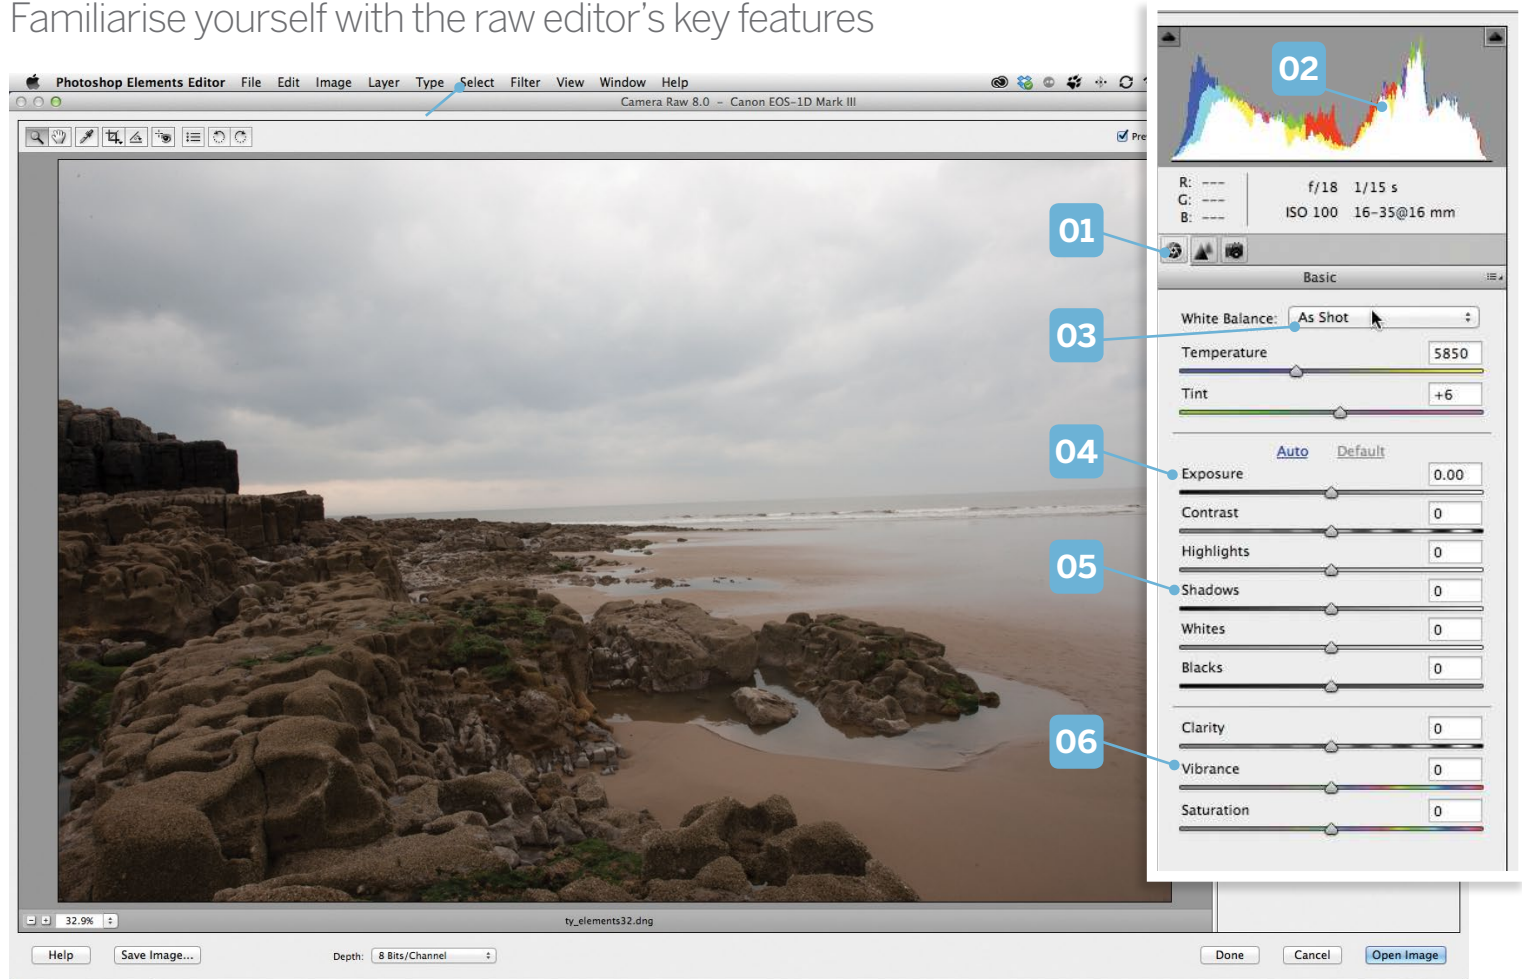 Familiarise yourself with the raw editor's key features
Photoshop Elements Editor File Edit Image Layer Type Select Filter View Window Help
Camera Raw 8.0 – Canon EOS-1D Mark III
02
R: ---
G: ---
B: ---
f/18 1/15 s
ISO 100 16-35@16 mm
01
Basic
White Balance: As Shot
03
Temperature 5850
Tint +6
Auto Default
04
Exposure 0.00
Contrast 0
Highlights 0
05
Shadows 0
Whites 0
Blacks 0
Clarity 0
06
Vibrance 0
Saturation 0
32.9%
ty_elements32.dng
Help Save Image... Depth: 8 Bits/Channel Done Cancel Open Image